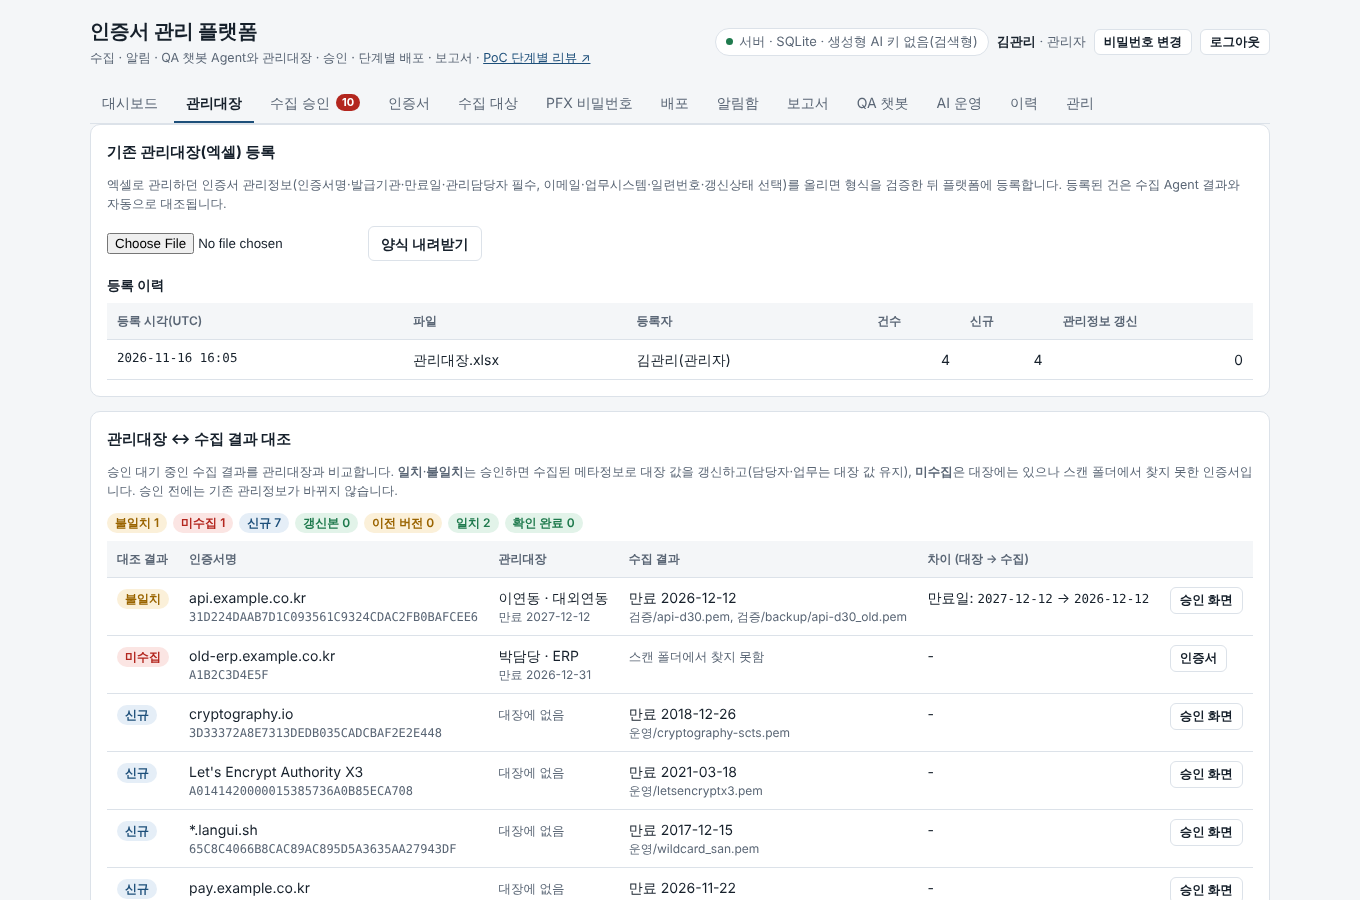 인증서 관리 플랫폼
수집 · 알림 · QA 챗봇 Agent와 관리대장 · 승인 · 단계별 배포 · 보고서 · PoC 단계별 리뷰 ↗
서버 · SQLite · 생성형 AI 키 없음(검색형)
김관리 · 관리자
비밀번호 변경
로그아웃
대시보드 관리대장 수집 승인 10 인증서 수집 대상 PFX 비밀번호 배포 알림함 보고서 QA 챗봇 AI 운영 이력 관리
기존 관리대장(엑셀) 등록
엑셀로 관리하던 인증서 관리정보(인증서명·발급기관·만료일·관리담당자 필수, 이메일·업무시스템·일련번호·갱신상태 선택)를 올리면 형식을 검증한 뒤 플랫폼에 등록합니다. 등록된 건은 수집 Agent 결과와
자동으로 대조됩니다.
Choose File No file chosen 양식 내려받기
등록 이력
등록 시각(UTC) 파일 등록자 건수 신규 관리정보 갱신
2026-11-16 16:05 관리대장.xlsx 김관리(관리자) 4 4 0
관리대장 ↔ 수집 결과 대조
승인 대기 중인 수집 결과를 관리대장과 비교합니다. 일치·불일치는 승인하면 수집된 메타정보로 대장 값을 갱신하고(담당자·업무는 대장 값 유지), 미수집은 대장에는 있으나 스캔 폴더에서 찾지 못한 인증서입
니다. 승인 전에는 기존 관리정보가 바뀌지 않습니다.
불일치 1 미수집 1 신규 7 갱신본 0 이전 버전 0 일치 2 확인 완료 0
대조 결과 인증서명 관리대장 수집 결과 차이 (대장 → 수집)
불일치 api.example.co.kr 이연동 · 대외연동 만료 2026-12-12 만료일: 2027-12-12 → 2026-12-12 승인 화면
31D224DAAB7D1C093561C9324CDAC2FB0BAFCEE6 만료 2027-12-12 검증/api-d30.pem, 검증/backup/api-d30_old.pem
미수집 old-erp.example.co.kr 박담당 · ERP 스캔 폴더에서 찾지 못함 - 인증서
A1B2C3D4E5F 만료 2026-12-31
신규 cryptography.io 대장에 없음 만료 2018-12-26 - 승인 화면
3D33372A8E7313DEDB035CADCBAF2E2E448 운영/cryptography-scts.pem
신규 Let's Encrypt Authority X3 대장에 없음 만료 2021-03-18 - 승인 화면
A0141420000015385736A0B85ECA708 운영/letsencryptx3.pem
신규 *.langui.sh 대장에 없음 만료 2017-12-15 - 승인 화면
65C8C4066B8CAC89AC895D5A3635AA27943DF 운영/wildcard_san.pem
신규 pay.example.co.kr 대장에 없음 만료 2026-11-22 - 승인 화면